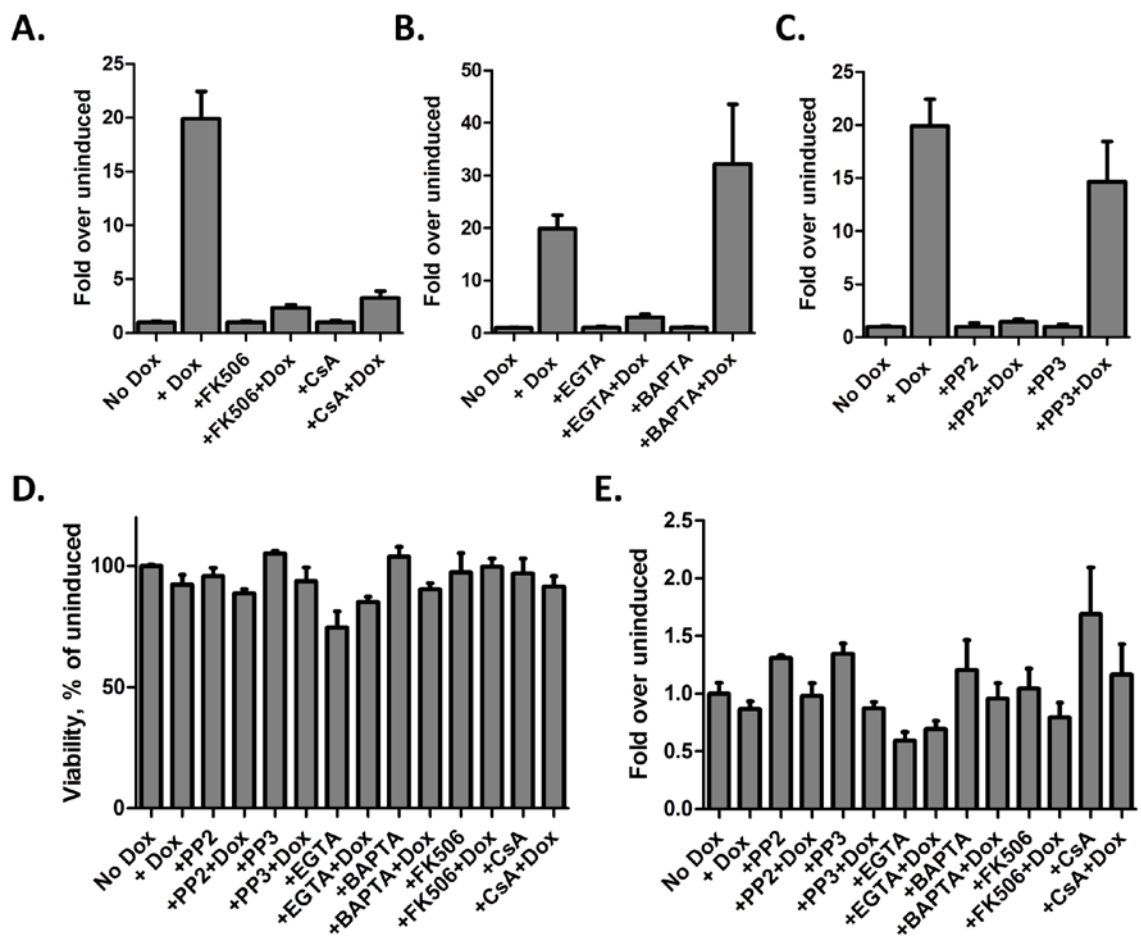 A.
Fold over uninduced
25
20
15
10
5
0
No Dox
+ Dox
+FK506
+FK506+Dox
+CsA
+CsA+Dox
B.
Fold over uninduced
50
40
30
20
10
0
No Dox
+ Dox
+EGTA
+EGTA+Dox
+BAPTA
+BAPTA+Dox
C.
Fold over uninduced
25
20
15
10
5
0
No Dox
+ Dox
+PP2
+PP2+Dox
+PP3
+PP3+Dox
D.
Viability, % of uninduced
100
50
0
No Dox
+ Dox
+PP2
+PP2+Dox
+PP3
+PP3+Dox
+EGTA
+EGTA+Dox
+BAPTA
+BAPTA+Dox
+FK506
+FK506+Dox
+CsA
+CsA+Dox
E.
Fold over uninduced
2.5
2.0
1.5
1.0
0.5
0.0
No Dox
+ Dox
+PP2
+PP2+Dox
+PP3
+PP3+Dox
+EGTA
+EGTA+Dox
+BAPTA
+BAPTA+Dox
+FK506
+FK506+Dox
+CsA
+CsA+Dox